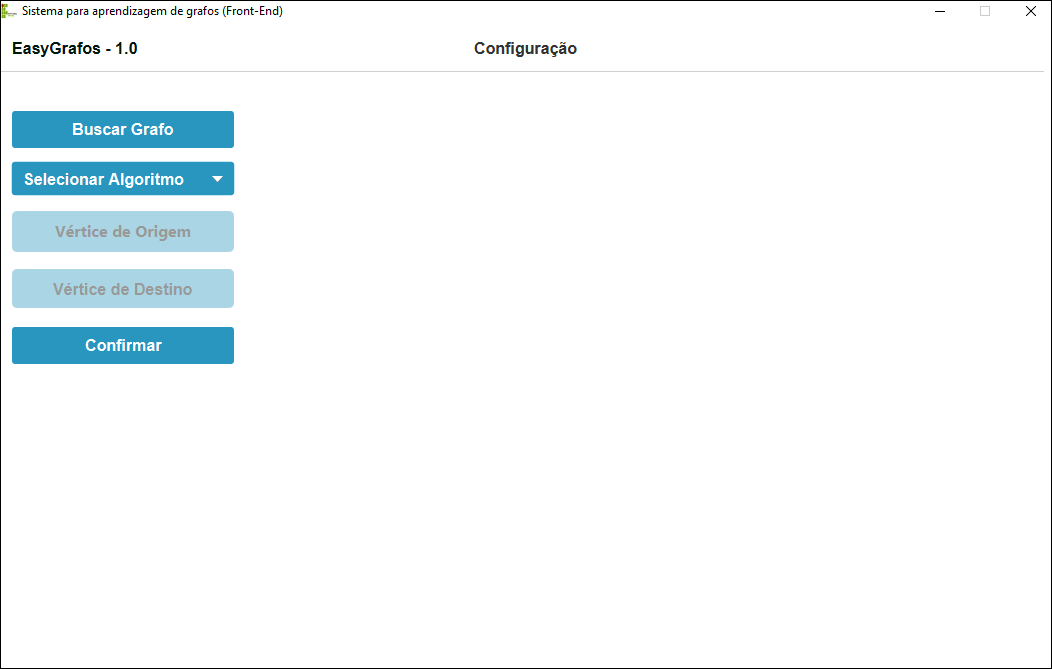 Sistema para aprendizagem de grafos (Front-End)
EasyGrafos - 1.0
Configuração
Buscar Grafo
Selecionar Algoritmo
Vértice de Origem
Vértice de Destino
Confirmar